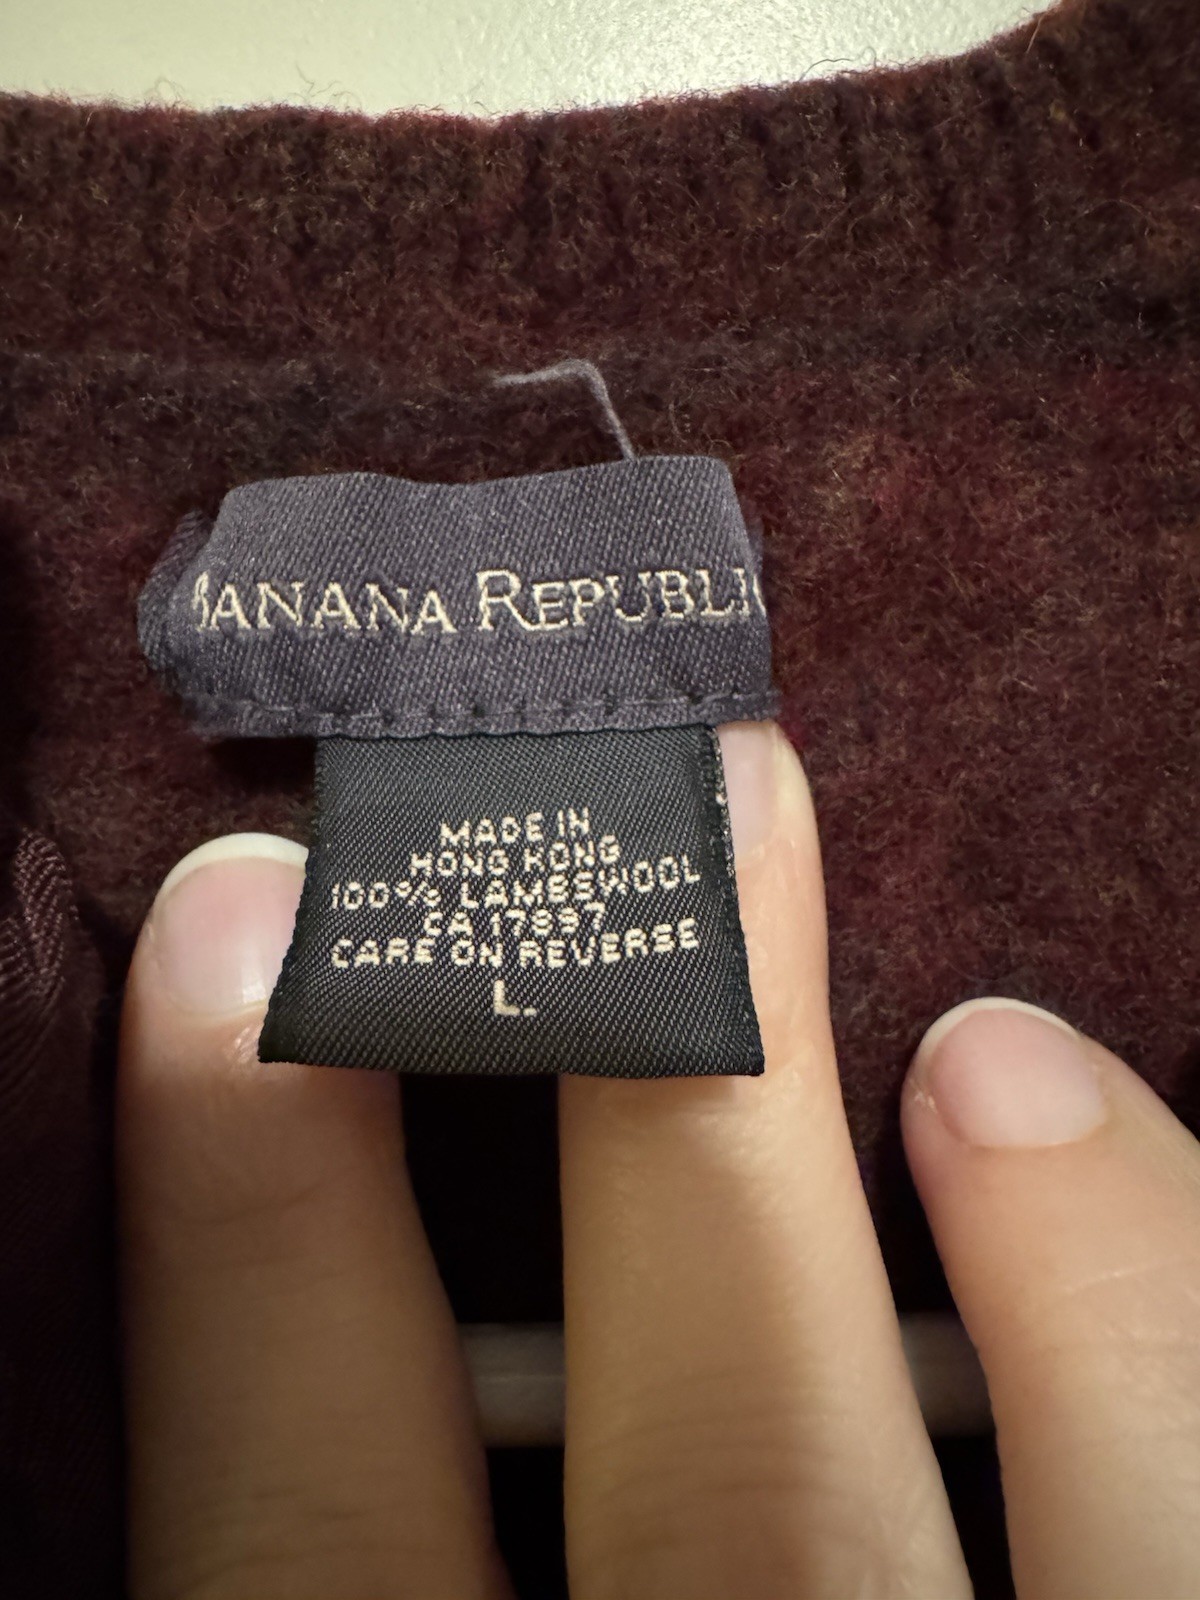 BANANA REPUBLIC
MADE IN
HONG KONG
100% LAMBSWOOL
CA 17897
CARE ON REVERSE
L.